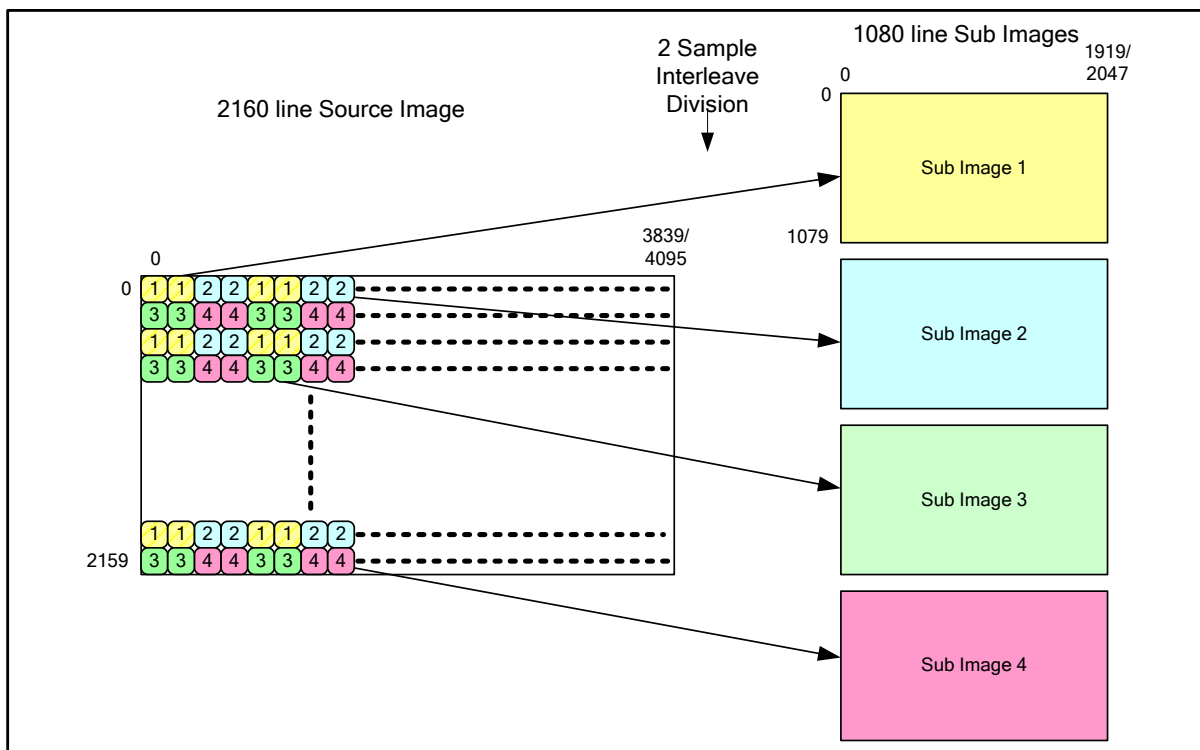 1080 line Sub Images
2 Sample
Interleave
Division
2160 line Source Image
0
1919/
2047
0
Sub Image 1
1079
0
3839/
4095
0
1 1 2 2 1 1 2 2
3 3 4 4 3 3 4 4
1 1 2 2 1 1 2 2
3 3 4 4 3 3 4 4
Sub Image 2
Sub Image 3
1 1 2 2 1 1 2 2
2159
3 3 4 4 3 3 4 4
Sub Image 4